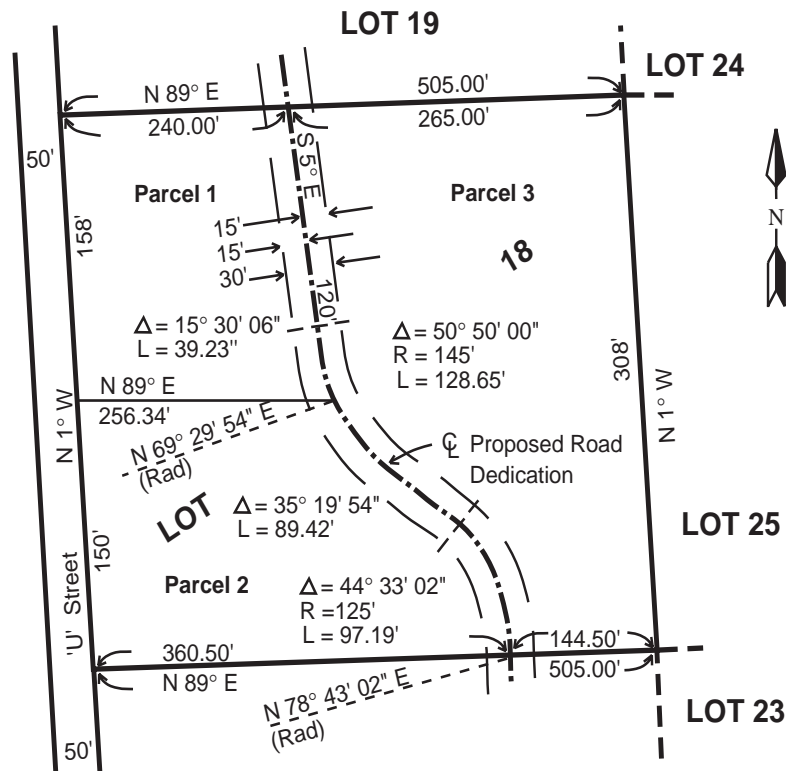 LOT 19
LOT 24
N 89° E
505.00'
240.00'
265.00'
50'
S 5° E
Parcel 1
Parcel 3
N
158'
15'
18
15'
30'
120'
Δ = 15° 30' 06"
L = 39.23"
Δ = 50° 50' 00"
R = 145'
L = 128.65'
308'
N 89° E
256.34'
N 1° W
N 1° W
N 69° 29' 54" E
(Rad)
℄ Proposed Road
Dedication
LOT
Δ = 35° 19' 54"
L = 89.42'
LOT 25
150'
'U' Street
Parcel 2
Δ = 44° 33' 02"
R =125'
L = 97.19'
360.50'
144.50'
N 89° E
505.00'
N 78° 43' 02" E
(Rad)
LOT 23
50'